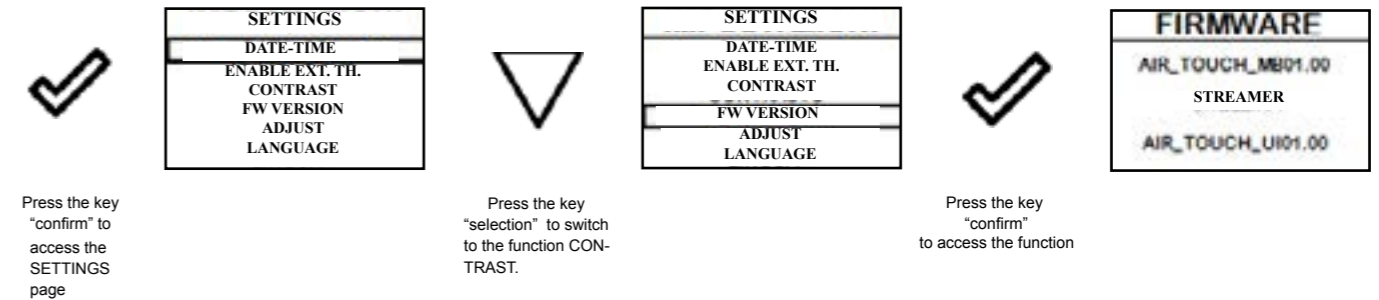 SETTINGS
DATE-TIME
ENABLE EXT. TH.
CONTRAST
FW VERSION
ADJUST
LANGUAGE
SETTINGS
DATE-TIME
ENABLE EXT. TH.
CONTRAST
FW VERSION
ADJUST
LANGUAGE
FIRMWARE
AIR_TOUCH_MB01.00
STREAMER
AIR_TOUCH_UI01.00
Press the key
“confirm” to
access the
SETTINGS
page
Press the key
“selection” to switch
to the function CON-
TRAST.
Press the key
“confirm”
to access the function